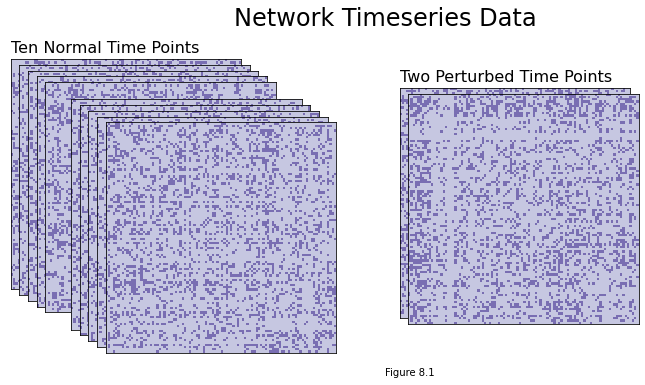 Network Timeseries Data
Ten Normal Time Points
Two Perturbed Time Points
Figure 8.1